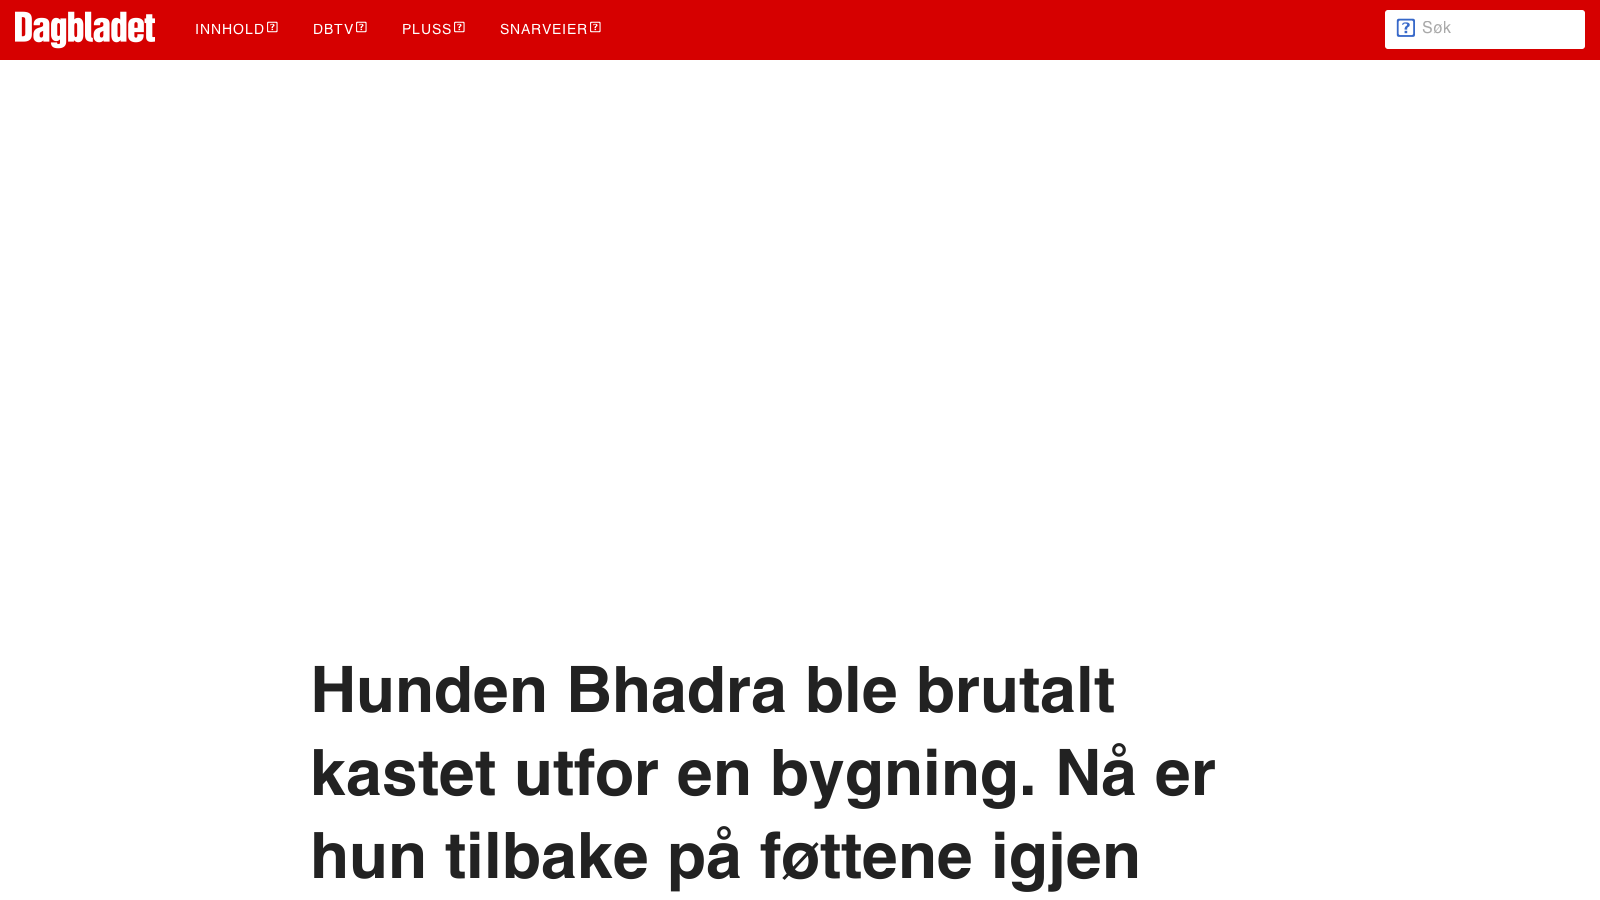 Dagbladet INNHOLD DBTV PLUSS SNARVEIER Søk
Hunden Bhadra ble brutalt
kastet utfor en bygning. Nå er
hun tilbake på føttene igjen